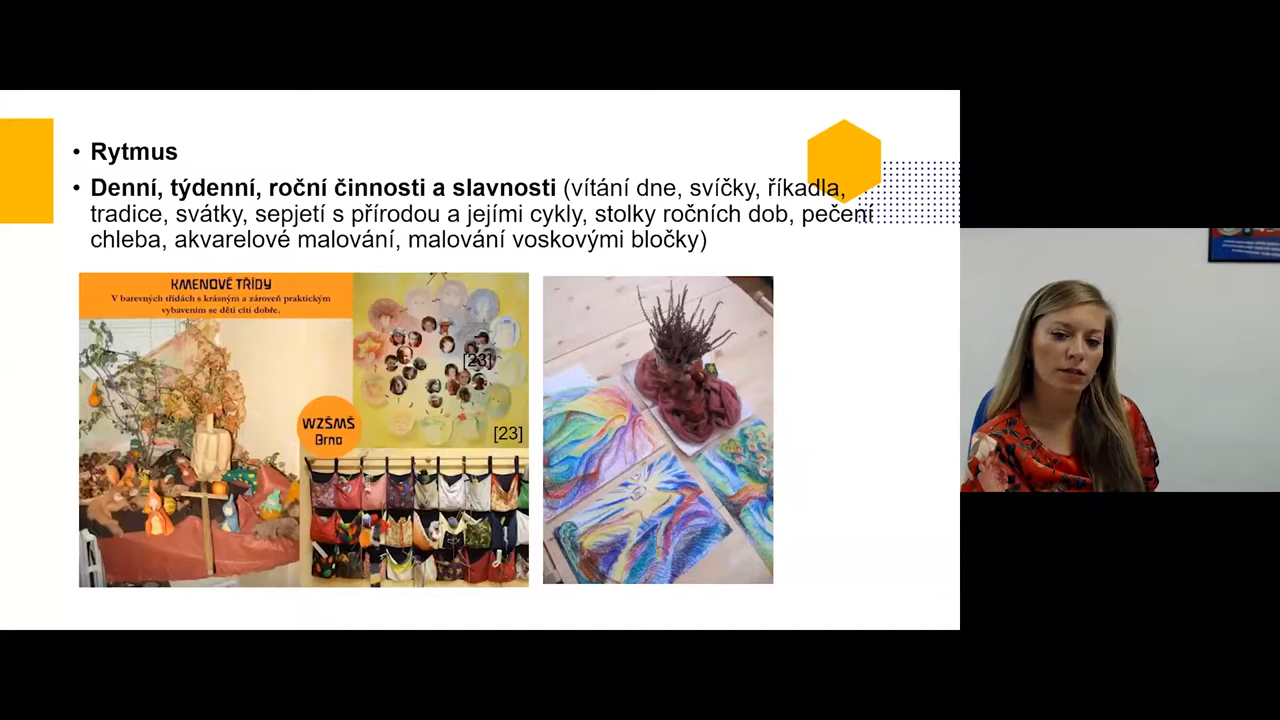 • Rytmus
• Denní, týdenní, roční činnosti a slavnosti (vítání dne, svíčky, říkadla,
tradice, svátky, sepjetí s přírodou a jejími cykly, stolky ročních dob, pečení
chleba, akvarelové malování, malování voskovými bločky)
KMENOVÉ TŘÍDY
V barevných třídách s krásným a zároveň praktickým
vybavením se děti cítí dobře.
[23]
WZŠMŠ
Brno
[23]